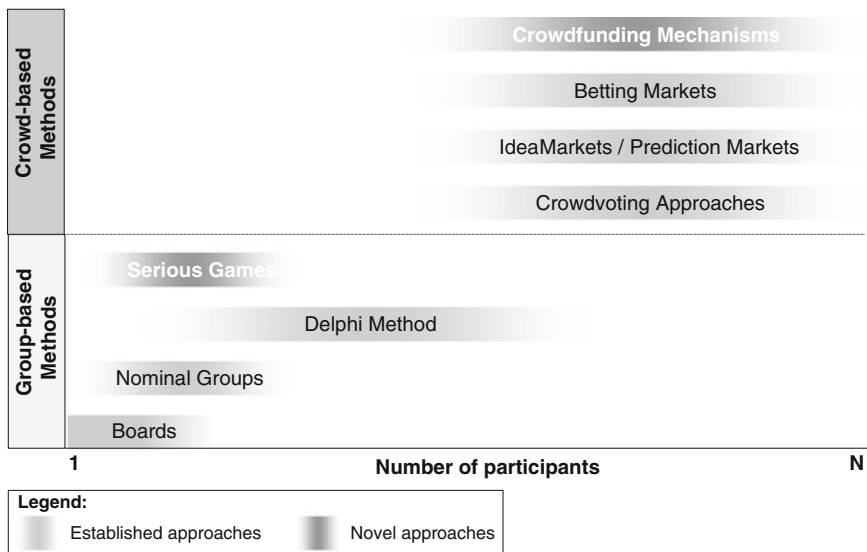 Crowd-based
Methods
Crowdfunding Mechanisms
Betting Markets
IdeaMarkets / Prediction Markets
Crowdvoting Approaches
Group-based
Methods
Serious Games
Delphi Method
Nominal Groups
Boards
1
Number of participants
N
Legend:
Established approaches
Novel approaches